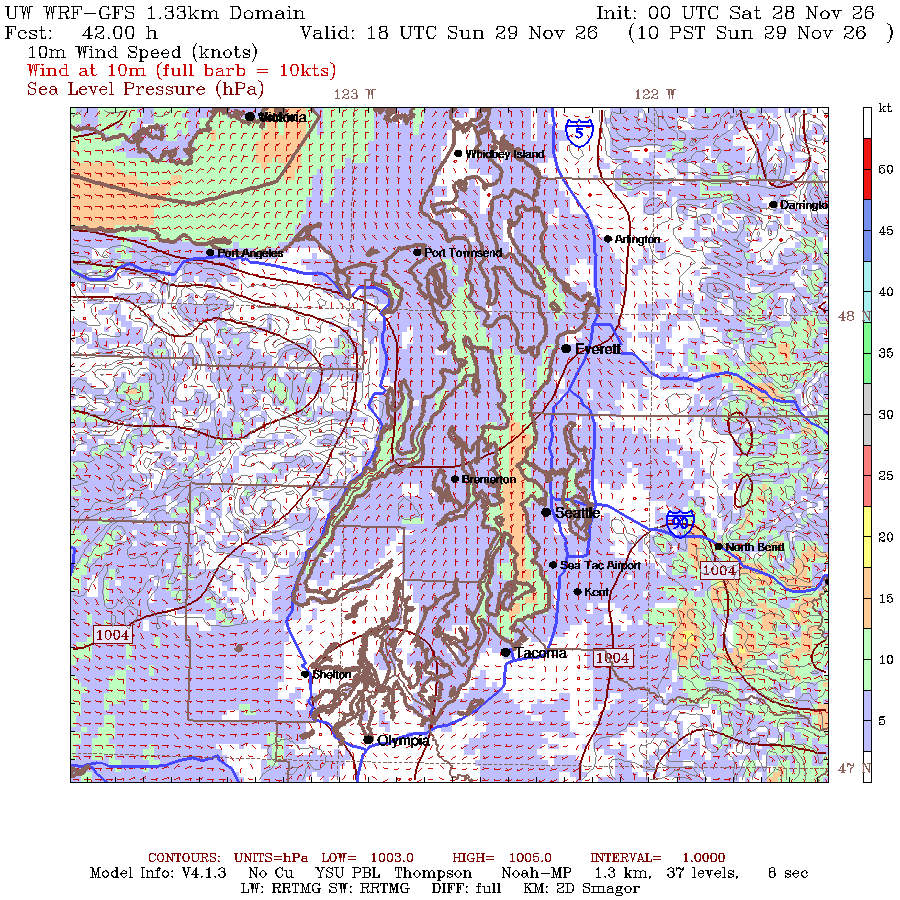 UW WRF-GFS 1.33km Domain Init: 00 UTC Sat 28 Nov 26
Fcst: 42.00 h Valid: 18 UTC Sun 29 Nov 26 (10 PST Sun 29 Nov 26 )
10m Wind Speed (knots)
Wind at 10m (full barb = 10kts)
Sea Level Pressure (hPa)
123 W 122 W
kt
Victoria
5
Whidbey Island
50
Darringto
45
Arlington
Port Angeles
Port Townsend
40
48 N
Everett
35
30
25
Bremerton
Seattle
90
20
North Bend
Sea Tac Airport
1004
Kent
15
1004
Tacoma
1004
10
Shelton
5
Olympia
47 N
CONTOURS: UNITS=hPa LOW= 1003.0 HIGH= 1005.0 INTERVAL= 1.0000
Model Info: V4.1.3 No Cu YSU PBL Thompson Noah-MP 1.3 km, 37 levels, 8 sec
LW: RRTMG SW: RRTMG DIFF: full KM: 2D Smagor